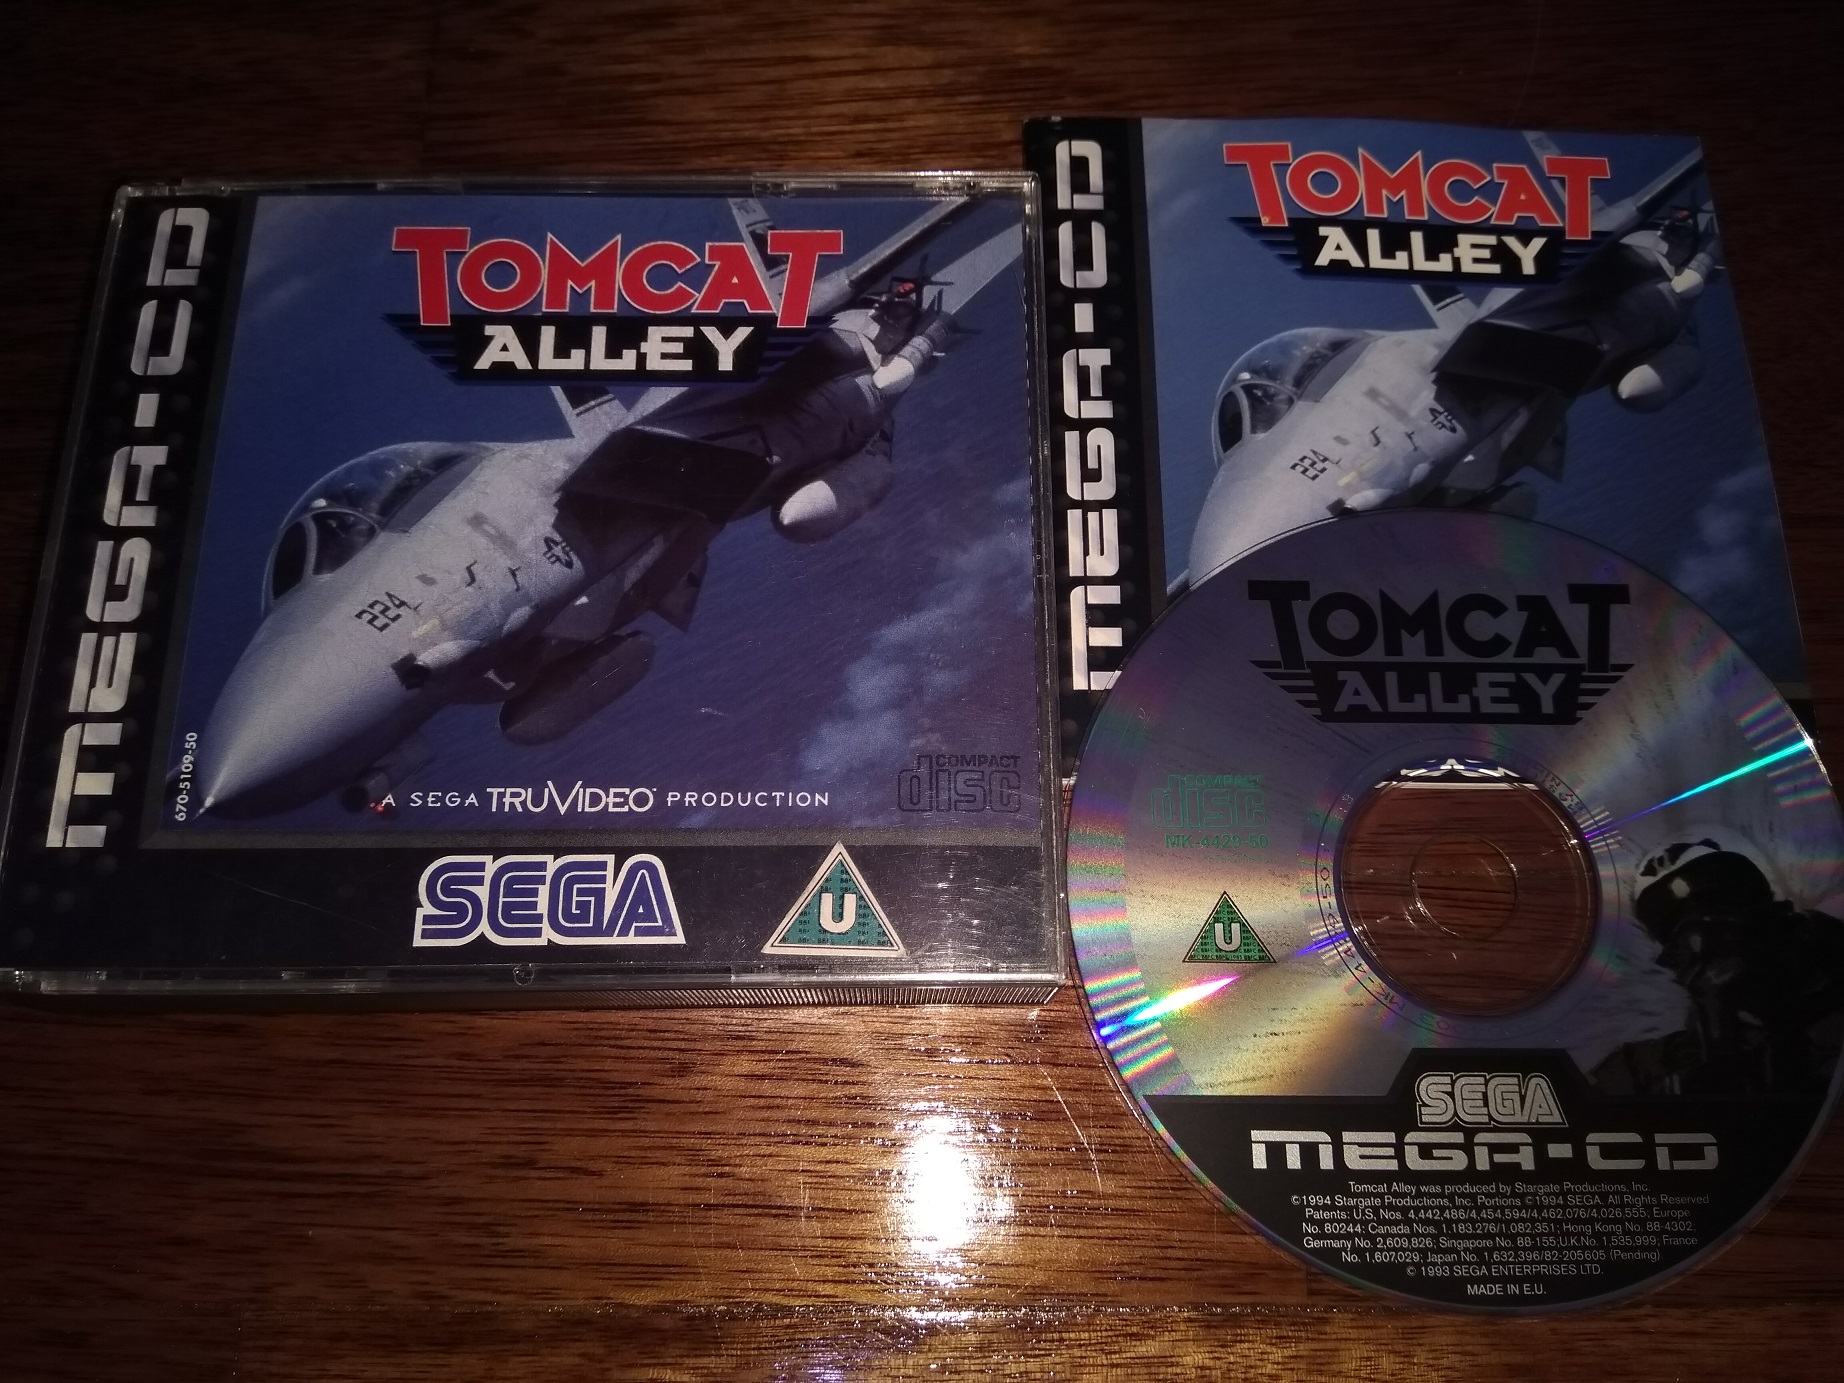 MEGA-CD
TOMCAT
ALLEY
224
670-5109-50
A SEGA TRUVIDEO PRODUCTION
COMPACT
disc
SEGA
U
MEGA-CD
TOMCAT
ALLEY
224
TOMCAT
ALLEY
COMPACT
disc
MK-4429-50
U
SEGA
MEGA-CD
Tomcat Alley was produced by Stargate Productions, Inc.
©1994 Stargate Productions, Inc. Portions ©1994 SEGA. All Rights Reserved
Patents: U.S, Nos. 4,442,486/4,454,594/4,462,076/4,026,555; Europe
No. 80244: Canada Nos. 1,183,276/1,082,351; Hong Kong No. 88-4302;
Germany No. 2,609,826; Singapore No. 88-155;U.K.No. 1,535,999; France
No. 1,607,029; Japan No. 1,632,396/82-205605 (Pending)
© 1993 SEGA ENTERPRISES LTD.
MADE IN E.U.